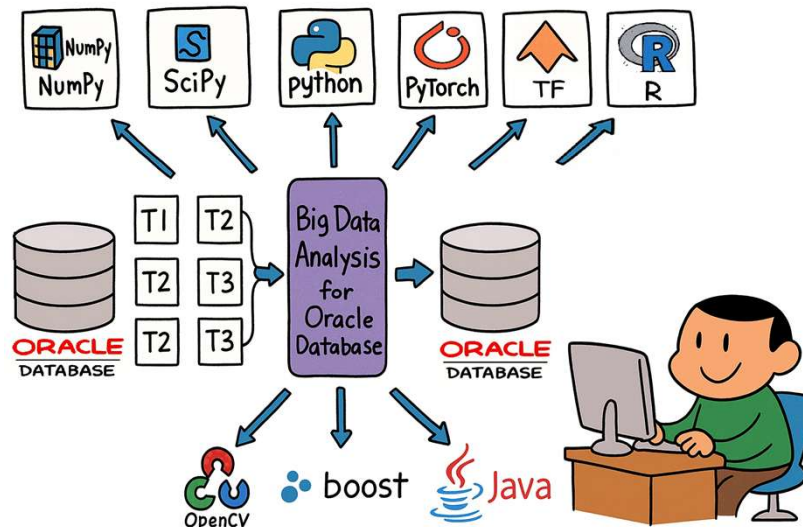 NumPy
NumPy
SciPy
python
PyTorch
TF
R
R
T1 T2
T2 T3
T2 T3
ORACLE
DATABASE
Big Data
Analysis
for
Oracle
Database
ORACLE
DATABASE
OpenCV
boost
Java